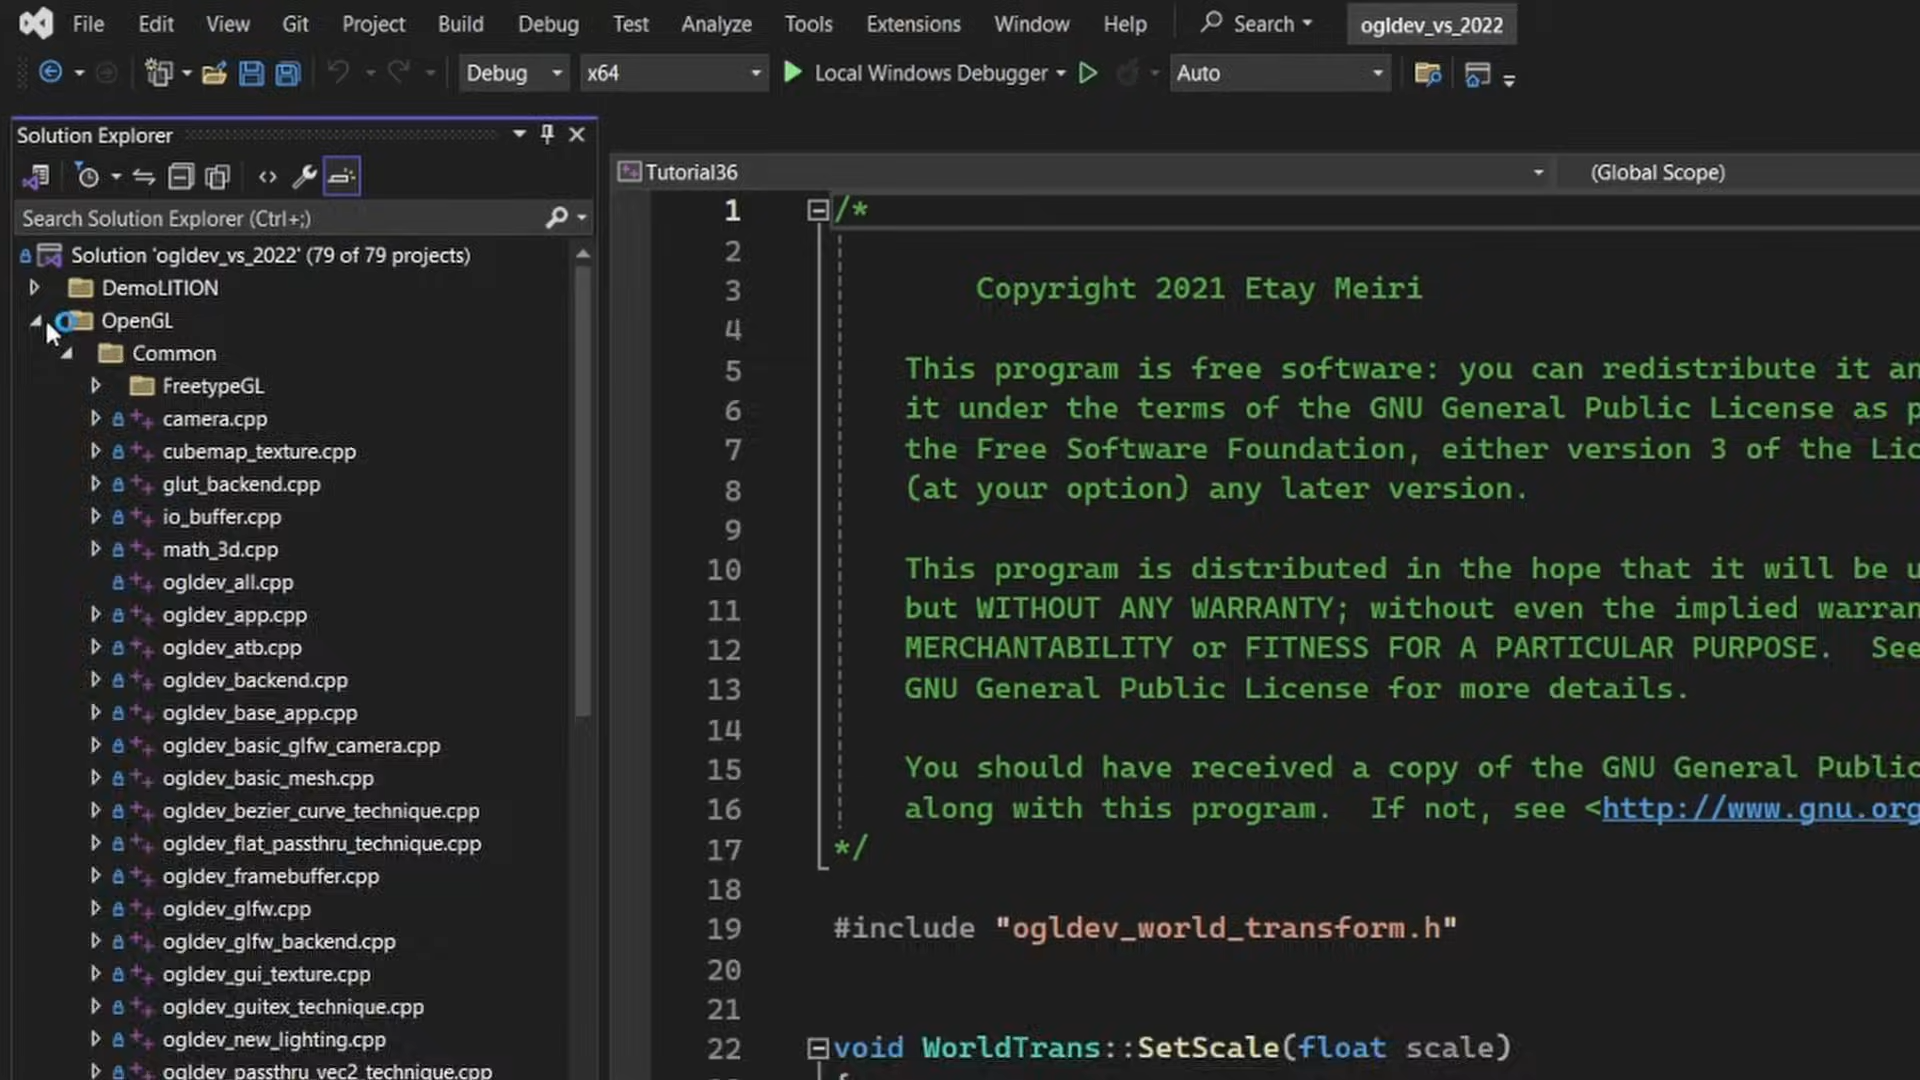 File Edit View Git Project Build Debug Test Analyze Tools Extensions Window Help Search ogldev_vs_2022
Debug x64 Local Windows Debugger Auto
Solution Explorer
Search Solution Explorer (Ctrl+;)
Solution 'ogldev_vs_2022' (79 of 79 projects)
DemoLITION
OpenGL
Common
FreetypeGL
camera.cpp
cubemap_texture.cpp
glut_backend.cpp
io_buffer.cpp
math_3d.cpp
ogldev_all.cpp
ogldev_app.cpp
ogldev_atb.cpp
ogldev_backend.cpp
ogldev_base_app.cpp
ogldev_basic_glfw_camera.cpp
ogldev_basic_mesh.cpp
ogldev_bezier_curve_technique.cpp
ogldev_flat_passthru_technique.cpp
ogldev_framebuffer.cpp
ogldev_glfw.cpp
ogldev_glfw_backend.cpp
ogldev_gui_texture.cpp
ogldev_guitex_technique.cpp
ogldev_new_lighting.cpp
ogldev_passthru_vec2_technique.cpp
Tutorial36 (Global Scope)
1 /*
2
3 Copyright 2021 Etay Meiri
4
5 This program is free software: you can redistribute it an
6 it under the terms of the GNU General Public License as p
7 the Free Software Foundation, either version 3 of the Lic
8 (at your option) any later version.
9
10 This program is distributed in the hope that it will be u
11 but WITHOUT ANY WARRANTY; without even the implied warran
12 MERCHANTABILITY or FITNESS FOR A PARTICULAR PURPOSE. See
13 GNU General Public License for more details.
14
15 You should have received a copy of the GNU General Public
16 along with this program. If not, see <http://www.gnu.org
17 */
18
19 #include "ogldev_world_transform.h"
20
21
22 void WorldTrans::SetScale(float scale)